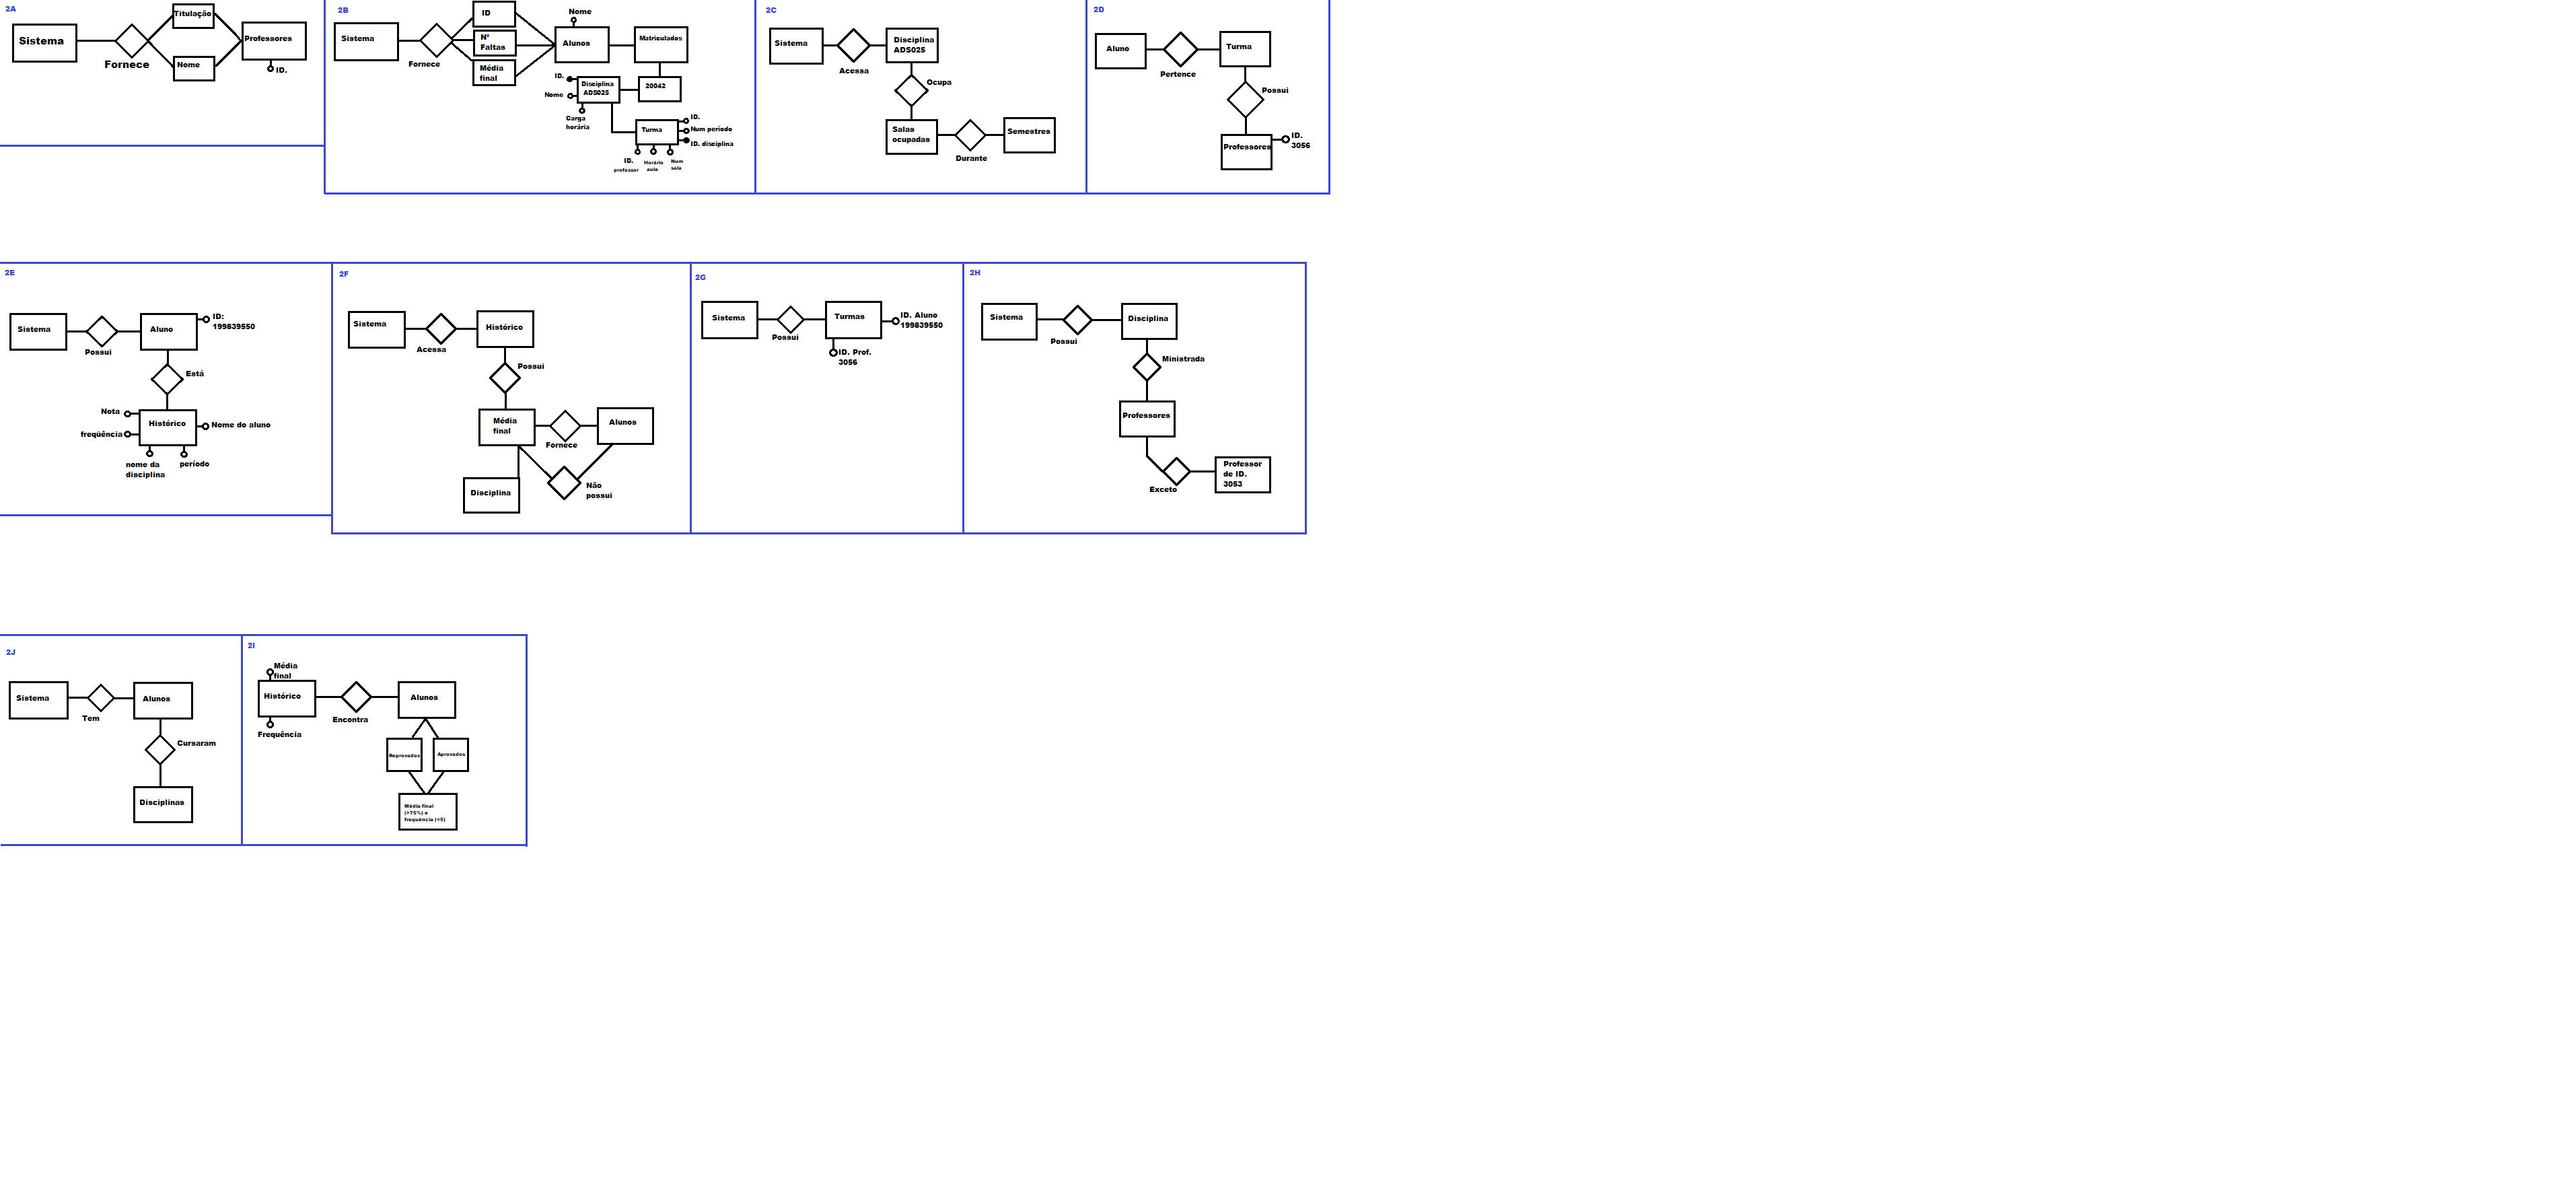 2A
Sistema
Fornece
Titulação
Nome
Professores
ID.
2B
Sistema
Fornece
ID
Nº
Faltas
Média
final
Nome
Alunos
Matriculados
ID.
Nome
Disciplina
ADS025
Carga
horária
20042
Turma
ID.
Num período
ID. disciplina
ID.
professor
Horário
aula
Num
sala
2C
Sistema
Acessa
Disciplina
ADS025
Ocupa
Salas
ocupadas
Durante
Semestres
2D
Aluno
Pertence
Turma
Possui
Professores
ID.
3056
2E
Sistema
Possui
Aluno
ID:
199839550
Está
Nota
freqüência
Histórico
Nome do aluno
nome da
disciplina
período
2F
Sistema
Acessa
Histórico
Possui
Média
final
Fornece
Alunos
Disciplina
Não
possui
2G
Sistema
Possui
Turmas
ID. Aluno
199839550
ID. Prof.
3056
2H
Sistema
Possui
Disciplina
Ministrada
Professores
Exceto
Professor
de ID.
3053
2J
Sistema
Tem
Alunos
Cursaram
Disciplinas
2I
Média
final
Histórico
Frequência
Encontra
Alunos
Reprovados
Aprovados
Média final
(>75%) e
frequência (<5)